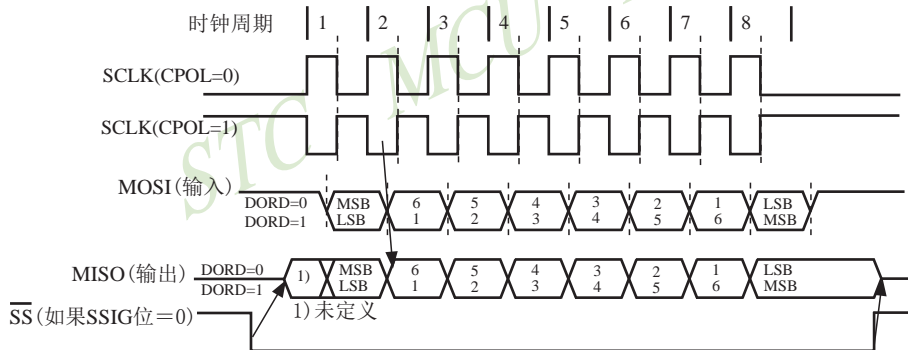 时钟周期 1 2 3 4 5 6 7 8
SCLK(CPOL=0)
SCLK(CPOL=1)
STC MCU
MOSI(输入)
DORD=0 MSB 6 5 4 3 2 1 LSB
DORD=1 LSB 1 2 3 4 5 6 MSB
MISO(输出)
DORD=0 1) MSB 6 5 4 3 2 1 LSB
DORD=1 LSB 1 2 3 4 5 6 MSB
1)未定义
SS(如果SSIG位=0)